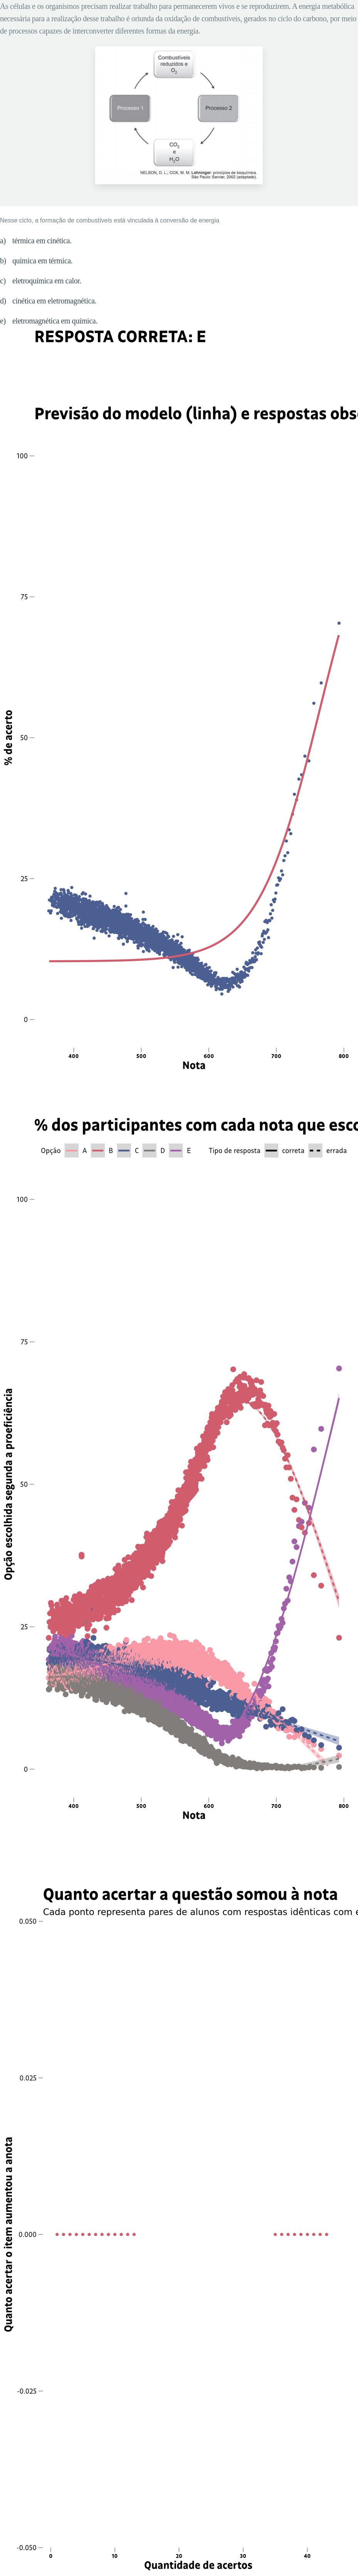 As células e os organismos precisam realizar trabalho para permanecerem vivos e se reproduzirem. A energia metabólica
necessária para a realização desse trabalho é oriunda da oxidação de combustíveis, gerados no ciclo do carbono, por meio
de processos capazes de interconverter diferentes formas da energia.
Combustíveis
reduzidos e
O2
Processo 1
Processo 2
CO2
e
H2O
NELSON, D. L.; COX, M. M. Lehninger: princípios de bioquímica.
São Paulo: Sarvier, 2002 (adaptado).
Nesse ciclo, a formação de combustíveis está vinculada à conversão de energia
a) térmica em cinética.
b) química em térmica.
c) eletroquímica em calor.
d) cinética em eletromagnética.
e) eletromagnética em química.
RESPOSTA CORRETA: E
Previsão do modelo (linha) e respostas obs
100
75
50
25
0
% de acerto
400 500 600 700 800
Nota
% dos participantes com cada nota que esco
Opção A B C D E Tipo de resposta correta errada
100
75
50
25
0
Opção escolhida segunda a proeficiência
400 500 600 700 800
Nota
Quanto acertar a questão somou à nota
Cada ponto representa pares de alunos com respostas idênticas com e
0.050
0.025
0.000
-0.025
-0.050
Quanto acertar o item aumentou a anota
0 10 20 30 40
Quantidade de acertos